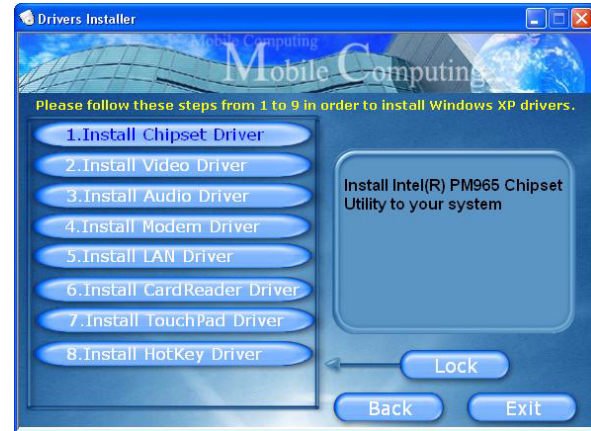 Drivers Installer
Mobile Computing
Mobile Computing
Please follow these steps from 1 to 9 in order to install Windows XP drivers.
1.Install Chipset Driver
2.Install Video Driver
3.Install Audio Driver
4.Install Modem Driver
5.Install LAN Driver
6.Install CardReader Driver
7.Install TouchPad Driver
8.Install HotKey Driver
Install Intel(R) PM965 Chipset
Utility to your system
Lock
Back
Exit